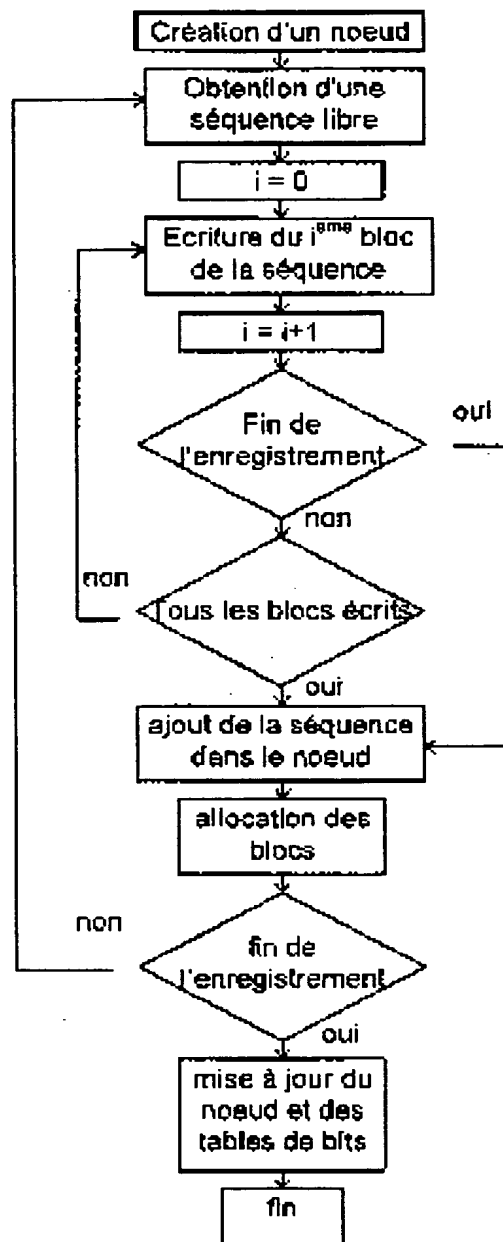 Création d'un noeud
Obtention d'une
séquence libre
i = 0
Ecriture du i^eme bloc
de la séquence
i = i+1
Fin de
l'enregistrement
oui
non
non
Tous les blocs écrits
oui
ajout de la séquence
dans le noeud
allocation des
blocs
non
fin de
l'enregistrement
oui
mise à jour du
noeud et des
tables de bits
fin